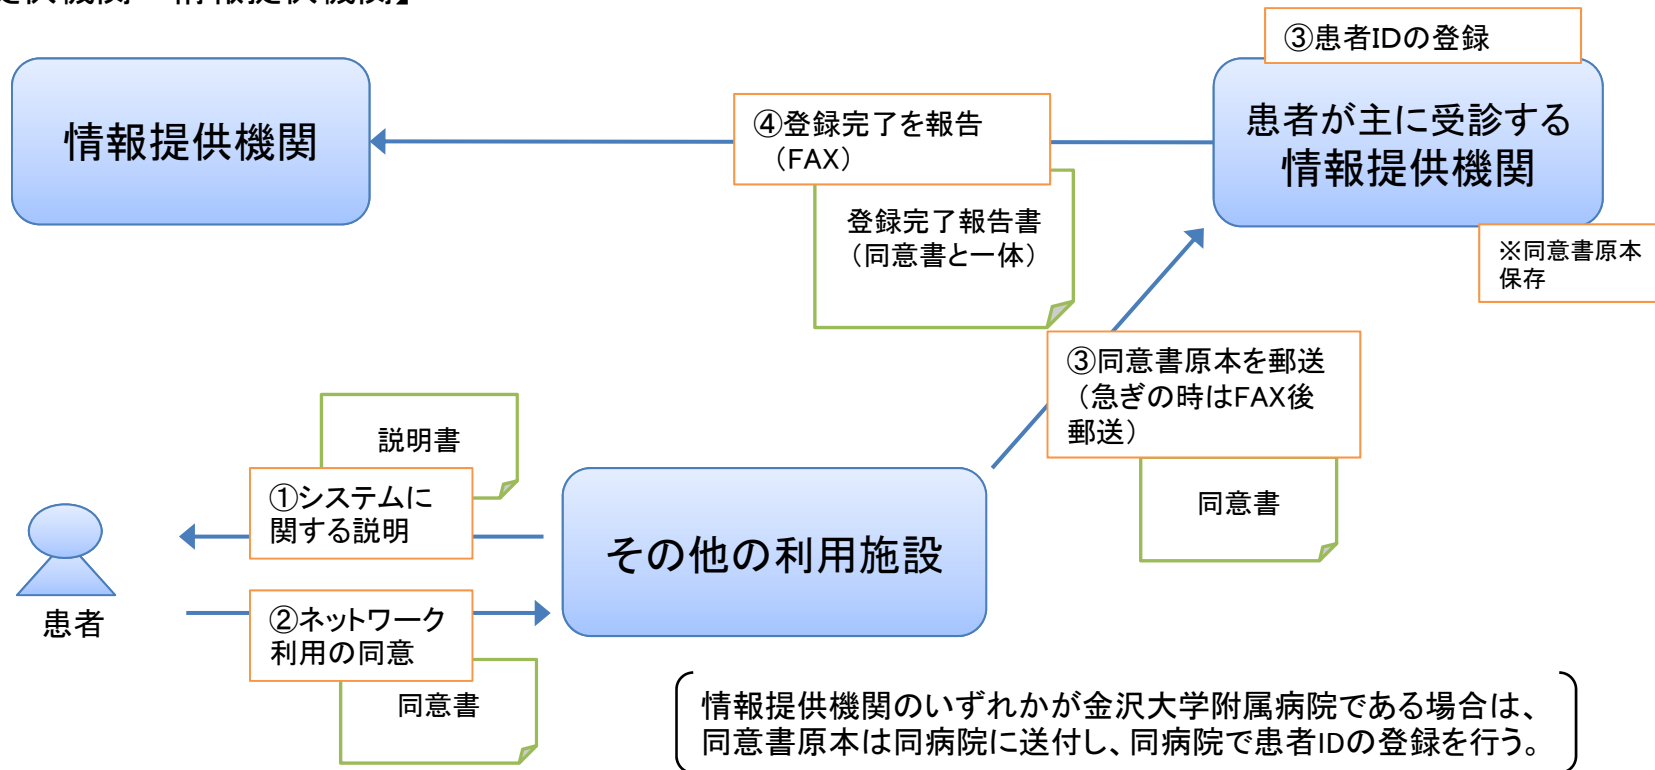 ③患者IDの登録
情報提供機関
④登録完了を報告
（FAX）
患者が主に受診する
情報提供機関
登録完了報告書
（同意書と一体）
※同意書原本
保存
③同意書原本を郵送
（急ぎの時はFAX後
郵送）
同意書
説明書
①システムに
関する説明
その他の利用施設
患者
②ネットワーク
利用の同意
同意書
情報提供機関のいずれかが金沢大学附属病院である場合は、
同意書原本は同病院に送付し、同病院で患者IDの登録を行う。